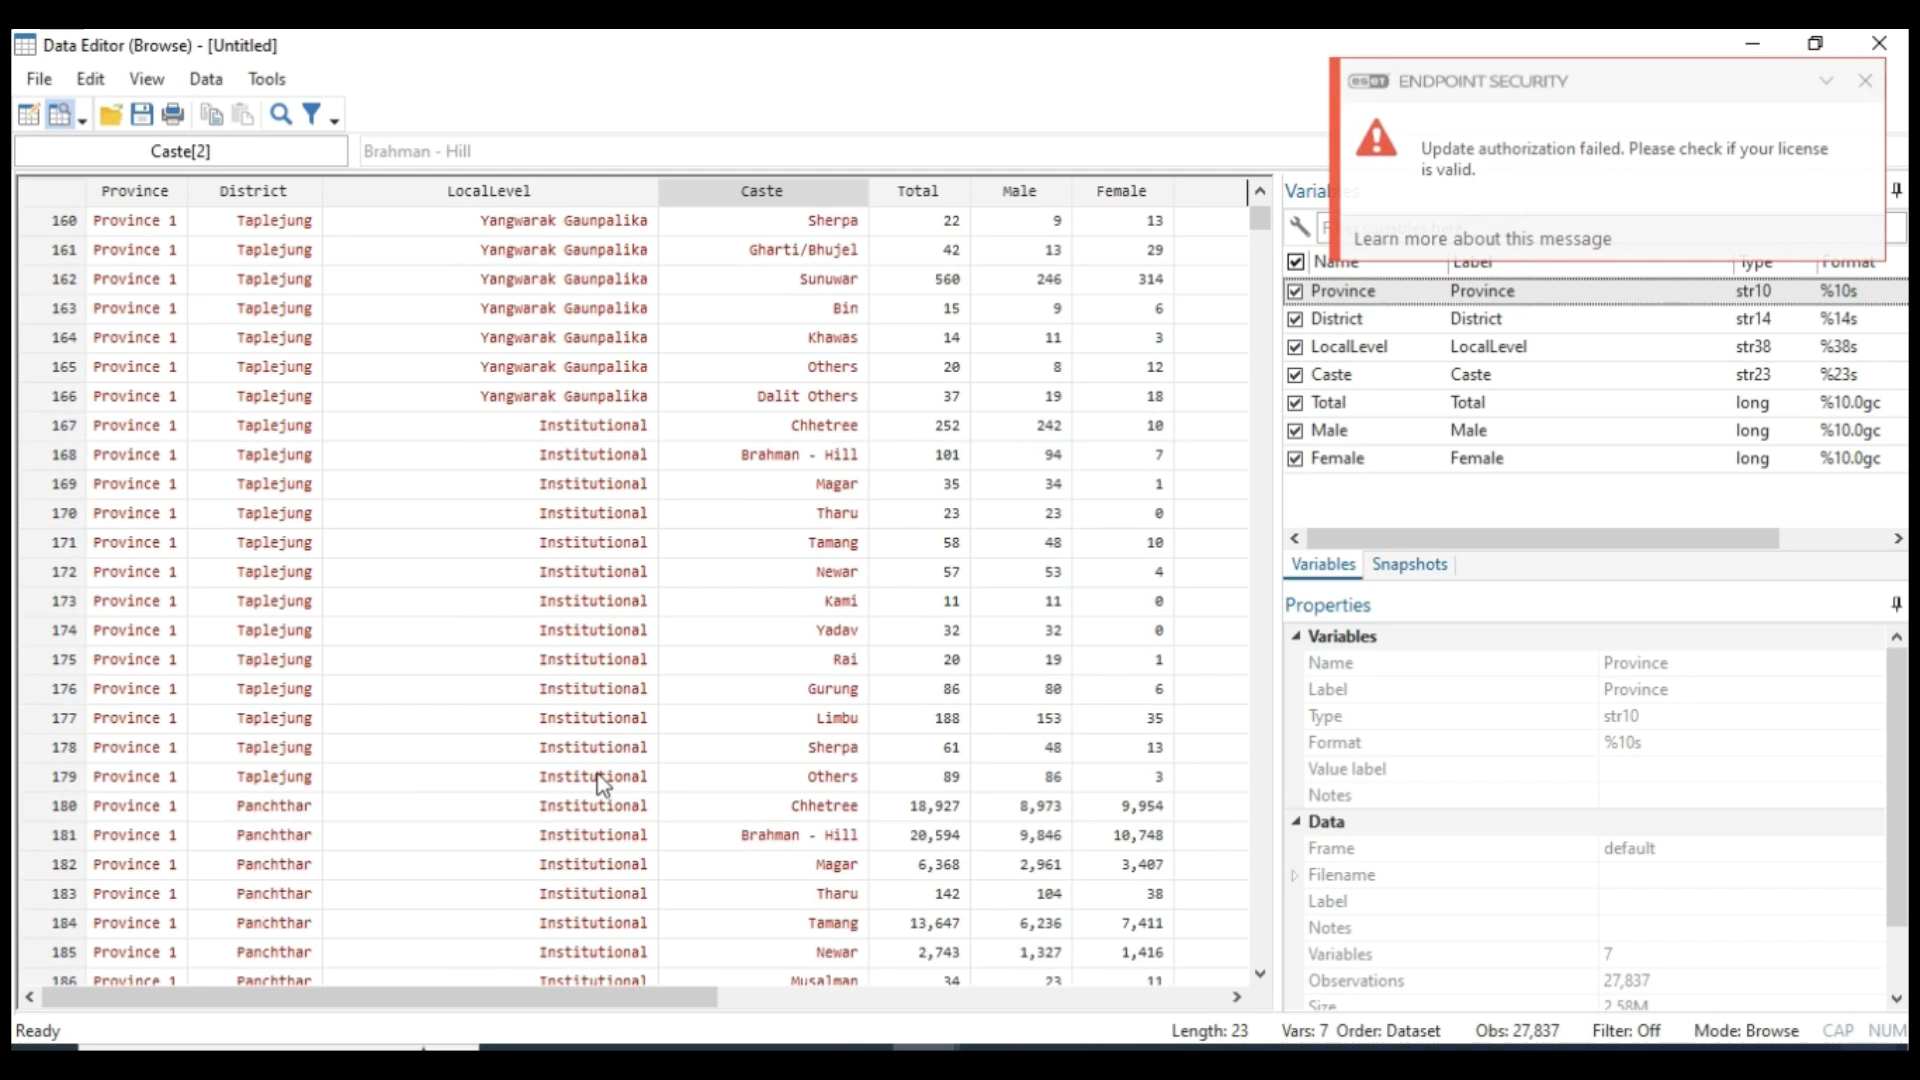 Data Editor (Browse) - [Untitled]
File Edit View Data Tools
Caste[2] Brahman - Hill
eset ENDPOINT SECURITY
Update authorization failed. Please check if your license
is valid.
Learn more about this message
Province District LocalLevel Caste Total Male Female
160 Province 1 Taplejung Yangwarak Gaunpalika Sherpa 22 9 13
161 Province 1 Taplejung Yangwarak Gaunpalika Gharti/Bhujel 42 13 29
162 Province 1 Taplejung Yangwarak Gaunpalika Sunuwar 560 246 314
163 Province 1 Taplejung Yangwarak Gaunpalika Bin 15 9 6
164 Province 1 Taplejung Yangwarak Gaunpalika Khawas 14 11 3
165 Province 1 Taplejung Yangwarak Gaunpalika Others 20 8 12
166 Province 1 Taplejung Yangwarak Gaunpalika Dalit Others 37 19 18
167 Province 1 Taplejung Institutional Chhetree 252 242 10
168 Province 1 Taplejung Institutional Brahman - Hill 101 94 7
169 Province 1 Taplejung Institutional Magar 35 34 1
170 Province 1 Taplejung Institutional Tharu 23 23 0
171 Province 1 Taplejung Institutional Tamang 58 48 10
172 Province 1 Taplejung Institutional Newar 57 53 4
173 Province 1 Taplejung Institutional Kami 11 11 0
174 Province 1 Taplejung Institutional Yadav 32 32 0
175 Province 1 Taplejung Institutional Rai 20 19 1
176 Province 1 Taplejung Institutional Gurung 86 80 6
177 Province 1 Taplejung Institutional Limbu 188 153 35
178 Province 1 Taplejung Institutional Sherpa 61 48 13
179 Province 1 Taplejung Institutional Others 89 86 3
180 Province 1 Panchthar Institutional Chhetree 18,927 8,973 9,954
181 Province 1 Panchthar Institutional Brahman - Hill 20,594 9,846 10,748
182 Province 1 Panchthar Institutional Magar 6,368 2,961 3,407
183 Province 1 Panchthar Institutional Tharu 142 104 38
184 Province 1 Panchthar Institutional Tamang 13,647 6,236 7,411
185 Province 1 Panchthar Institutional Newar 2,743 1,327 1,416
186 Province 1 Panchthar Institutional Musalman 34 23 11
Variables
Name Label Type Format
Province Province str10 %10s
District District str14 %14s
LocalLevel LocalLevel str38 %38s
Caste Caste str23 %23s
Total Total long %10.0gc
Male Male long %10.0gc
Female Female long %10.0gc
Variables Snapshots
Properties
Variables
Name Province
Label Province
Type str10
Format %10s
Value label
Notes
Data
Frame default
Filename
Label
Notes
Variables 7
Observations 27,837
Size 2.58M
Ready Length: 23 Vars: 7 Order: Dataset Obs: 27,837 Filter: Off Mode: Browse CAP NUM